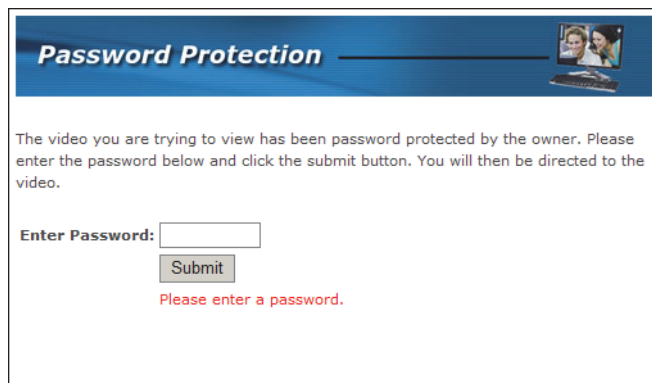 Password Protection
The video you are trying to view has been password protected by the owner. Please
enter the password below and click the submit button. You will then be directed to the
video.
Enter Password:
Submit
Please enter a password.